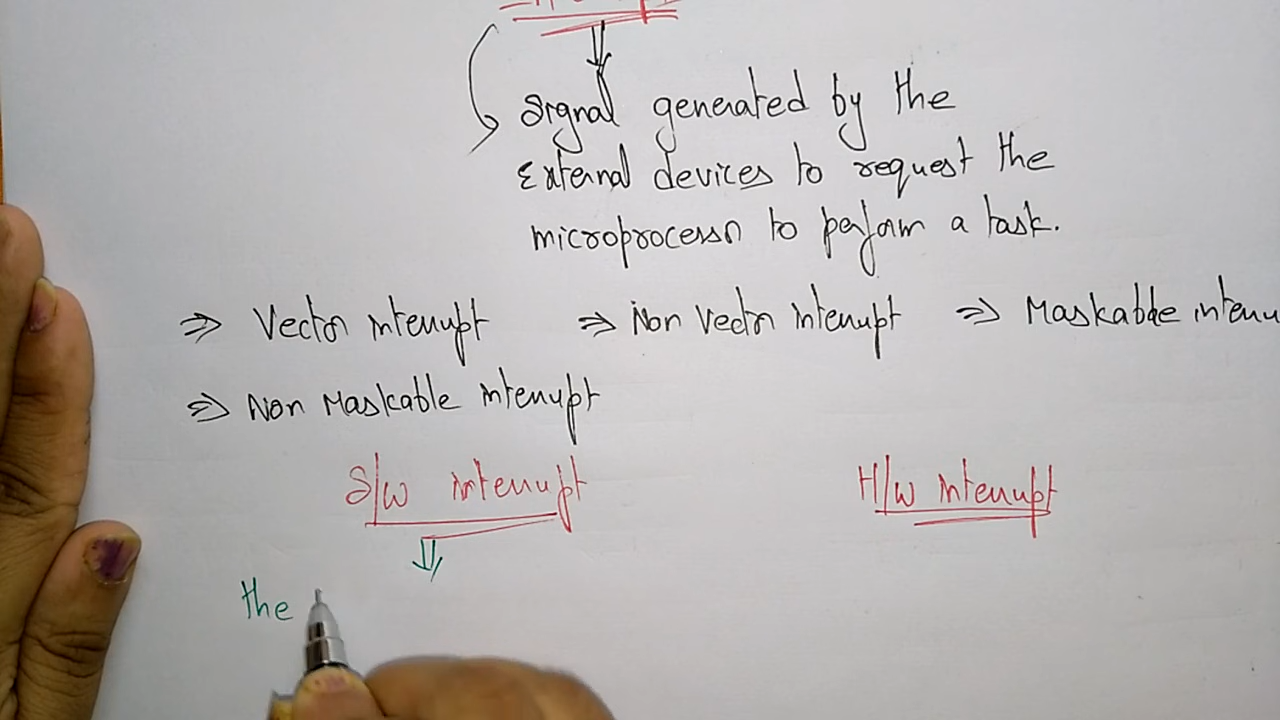 Signal generated by the
External devices to request the
microprocessor to perform a task.
⇒ Vector interrupt ⇒ Non Vector interrupt ⇒ Maskable interru
⇒ Non Maskable interrupt
S/w interrupt H/w interrupt
the